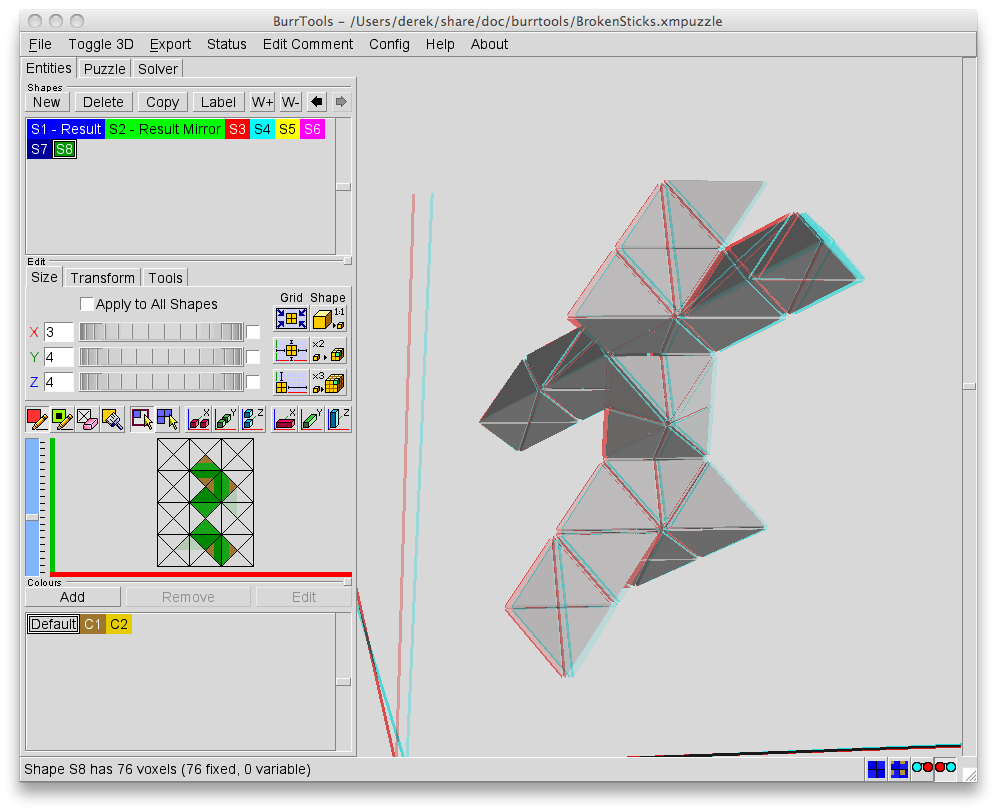 BurrTools – /Users/derek/share/doc/burrtools/BrokenSticks.xmpuzzle
File Toggle 3D Export Status Edit Comment Config Help About
Entities Puzzle Solver
Shapes
New Delete Copy Label W+ W-
S1 - Result S2 - Result Mirror S3 S4 S5 S6
S7 S8
Edit
Size Transform Tools
Apply to All Shapes
Grid Shape
1:1
X 3
Y 4
x2
Z 4
x3
X Y Z X Y Z
Colours
Add Remove Edit
Default C1 C2
Shape S8 has 76 voxels (76 fixed, 0 variable)